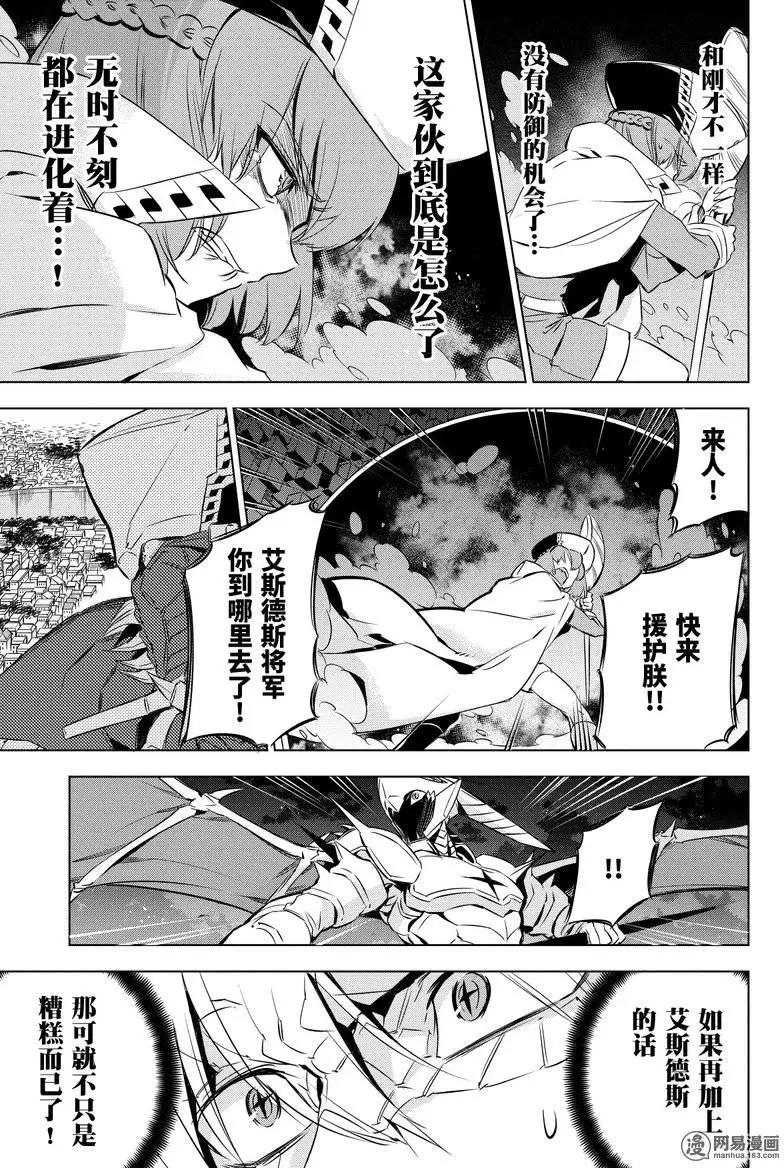 和刚才不一样
没有防御的机会了…
这家伙到底是怎么了
无时不刻
都在进化着…！
来人！
快来
援护朕!!
艾斯德斯将军
你到哪里去了！
!!
如果再加上
艾斯德斯
的话
那可就不只是
糟糕而已了！
漫 网易漫画
manhua.163.com